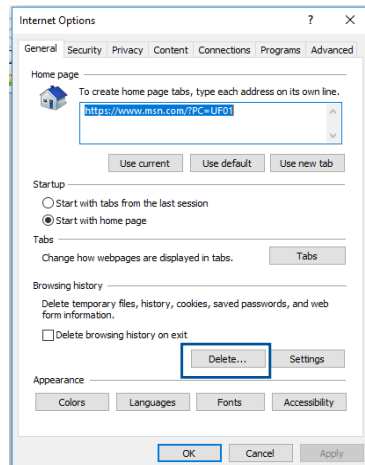 Internet Options
? X
General Security Privacy Content Connections Programs Advanced
Home page
To create home page tabs, type each address on its own line.
https://www.msn.com/?PC=UF01
Use current Use default Use new tab
Startup
Start with tabs from the last session
Start with home page
Tabs
Change how webpages are displayed in tabs. Tabs
Browsing history
Delete temporary files, history, cookies, saved passwords, and web
form information.
Delete browsing history on exit
Delete... Settings
Appearance
Colors Languages Fonts Accessibility
OK Cancel Apply